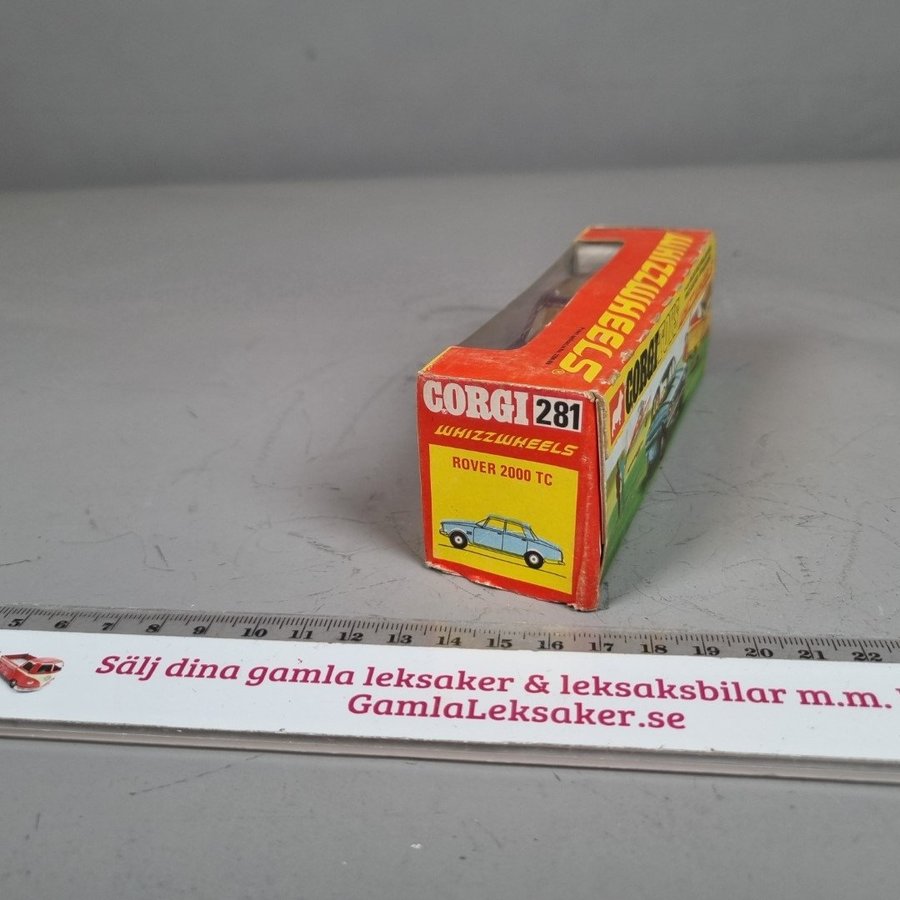 WHIZZWHEELS
CORGI
CORGI 281
WHIZZWHEELS
ROVER 2000 TC
5 6 7 8 9 10 11 12 13 14 15 16 17 18 19 20 21 22
Sälj dina gamla leksaker & leksaksbilar m.m.
GamlaLeksaker.se